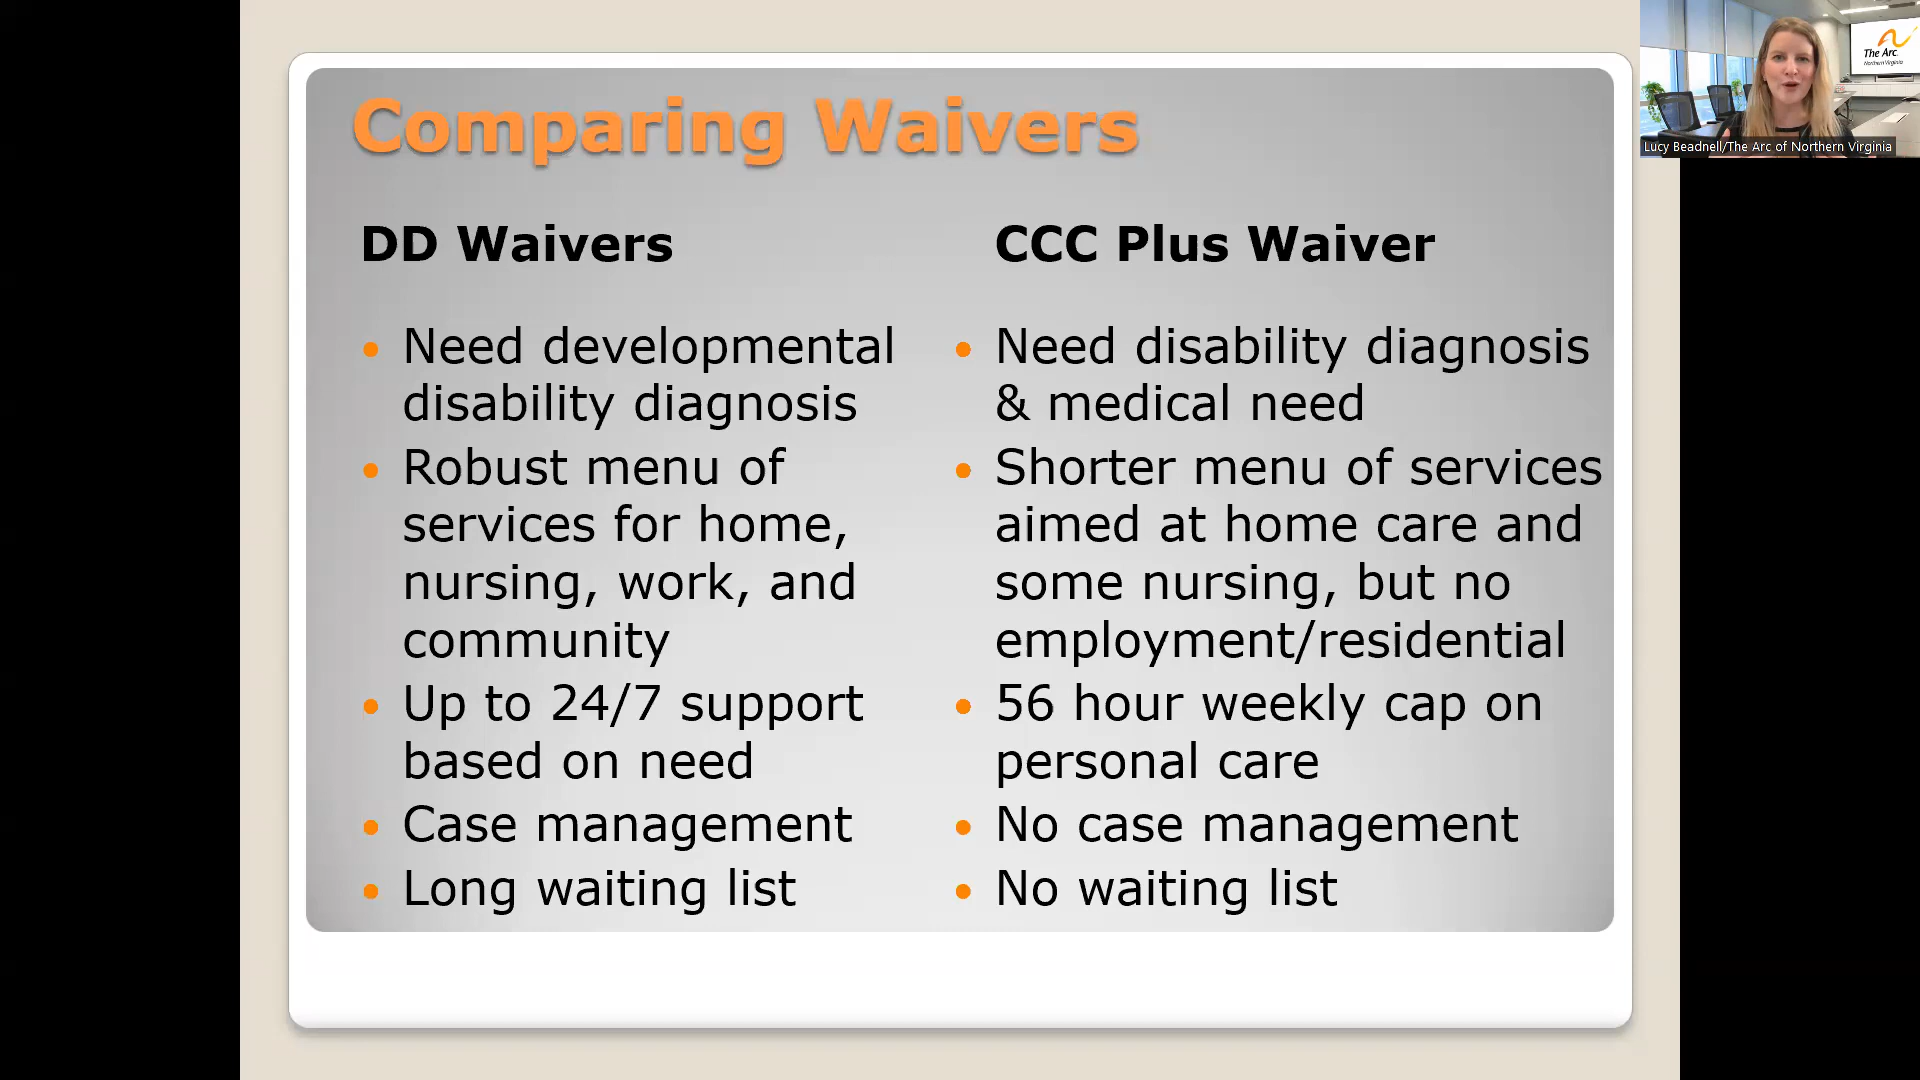 Comparing Waivers
DD Waivers
Need developmental
disability diagnosis
Robust menu of
services for home,
nursing, work, and
community
Up to 24/7 support
based on need
Case management
Long waiting list
CCC Plus Waiver
Need disability diagnosis
& medical need
Shorter menu of services
aimed at home care and
some nursing, but no
employment/residential
56 hour weekly cap on
personal care
No case management
No waiting list
The Arc.
Northern Virginia
Lucy Beadnell/The Arc of Northern Virginia